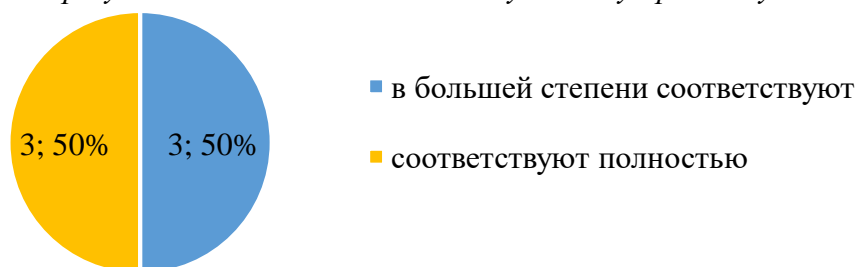 в большей степени соответствуют
3; 50% 3; 50%
соответствуют полностью